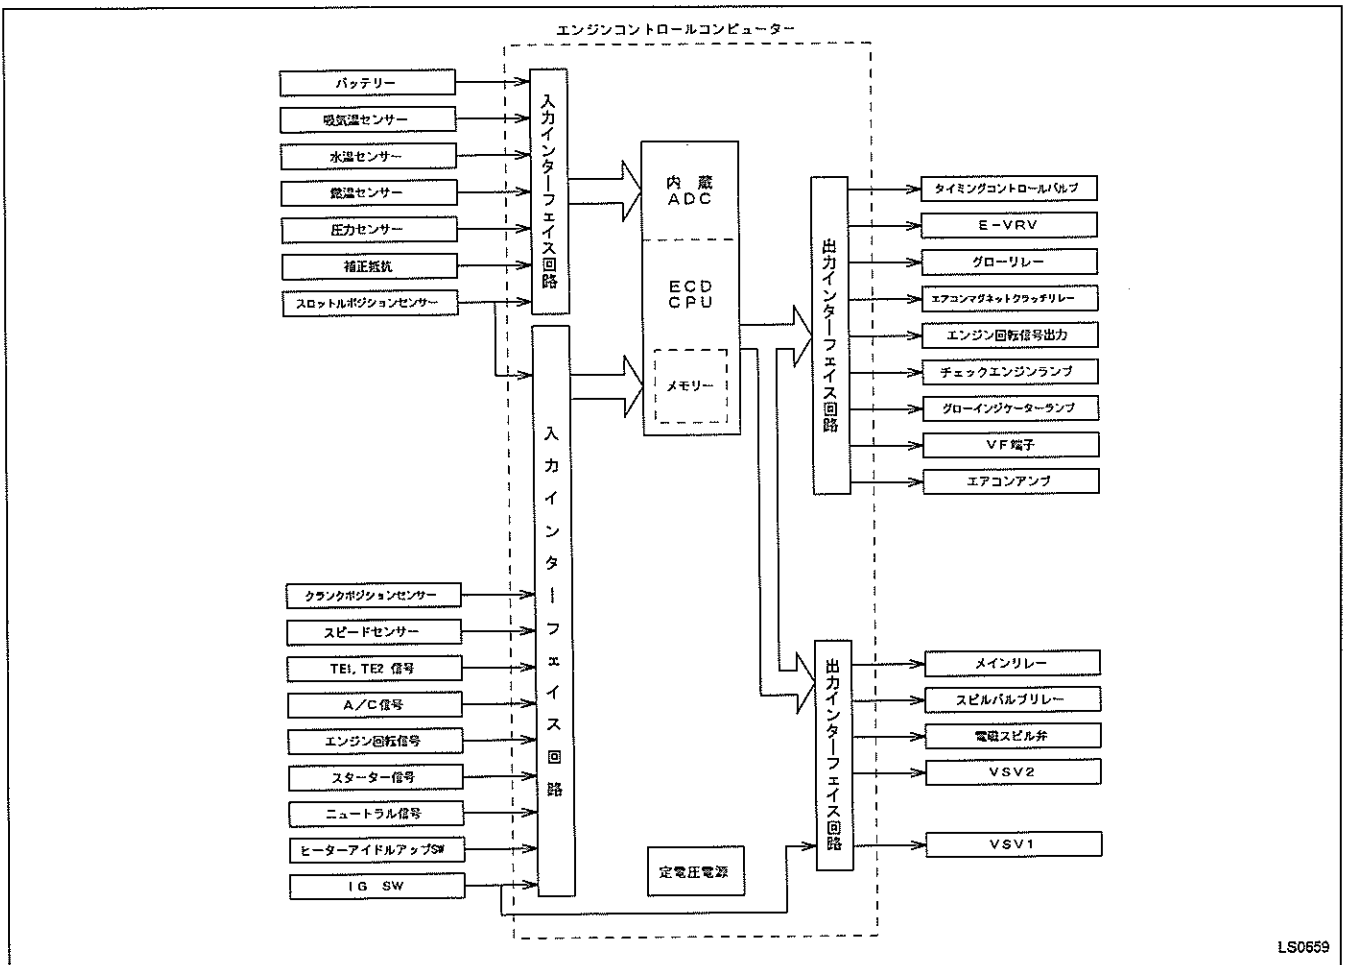 エンジンコントロールコンピューター
バッテリー
吸気温センサー
水温センサー
燃温センサー
圧力センサー
補正抵抗
スロットルポジションセンサー
入力インターフェイス回路
クランクポジションセンサー
スピードセンサー
TE1, TE2 信号
A/C信号
エンジン回転信号
スターター信号
ニュートラル信号
ヒーターアイドルアップSW
IG SW
入力インターフェイス回路
内蔵
ADC
ECD
CPU
メモリー
定電圧電源
出力インターフェイス回路
タイミングコントロールバルブ
E-VRV
グローリレー
エアコンマグネットクラッチリレー
エンジン回転信号出力
チェックエンジンランプ
グローインジケーターランプ
VF端子
エアコンアンプ
出力インターフェイス回路
メインリレー
スピルバルブリレー
電磁スピル弁
VSV2
VSV1
LS0659